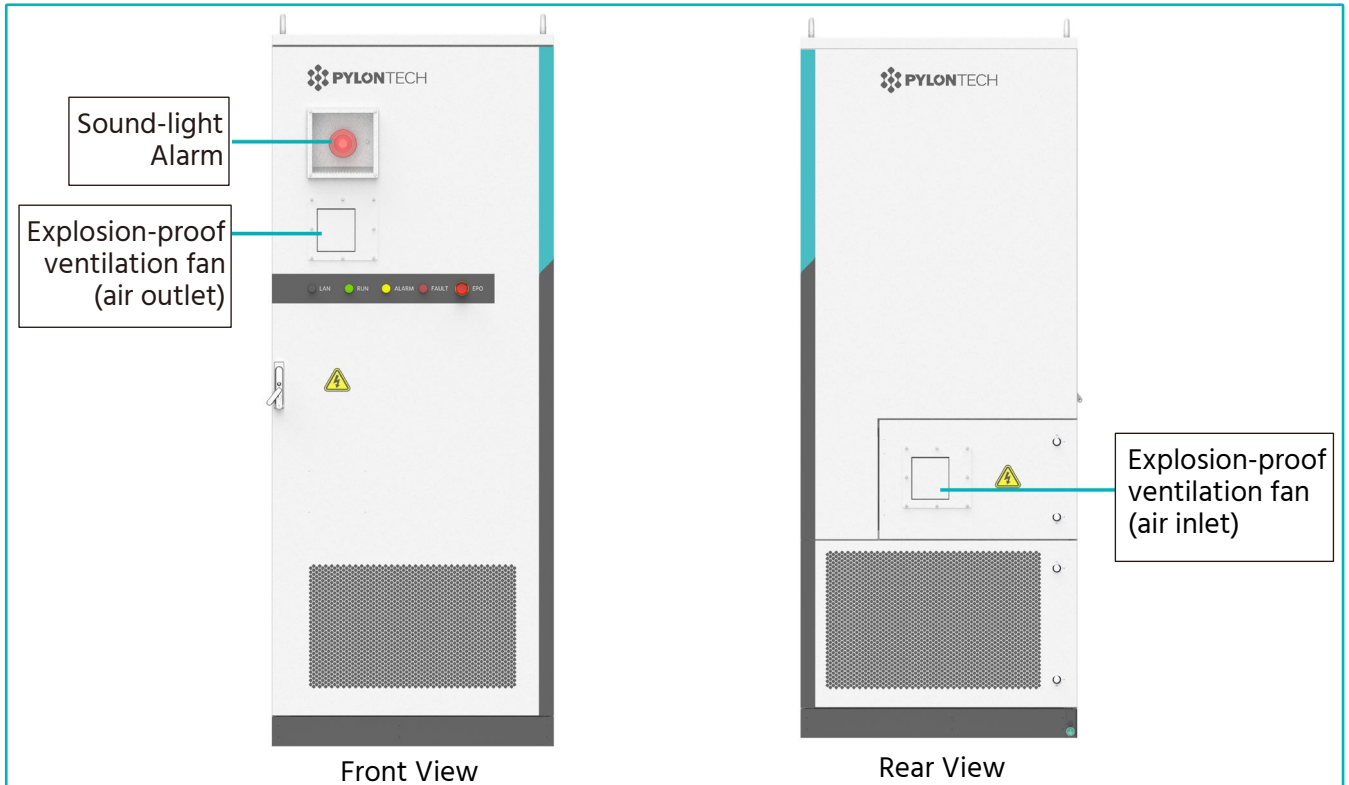 PYLONTECH
Sound-light
Alarm
Explosion-proof
ventilation fan
(air outlet)
LAN RUN ALARM FAULT EPO
Front View
PYLONTECH
Explosion-proof
ventilation fan
(air inlet)
Rear View